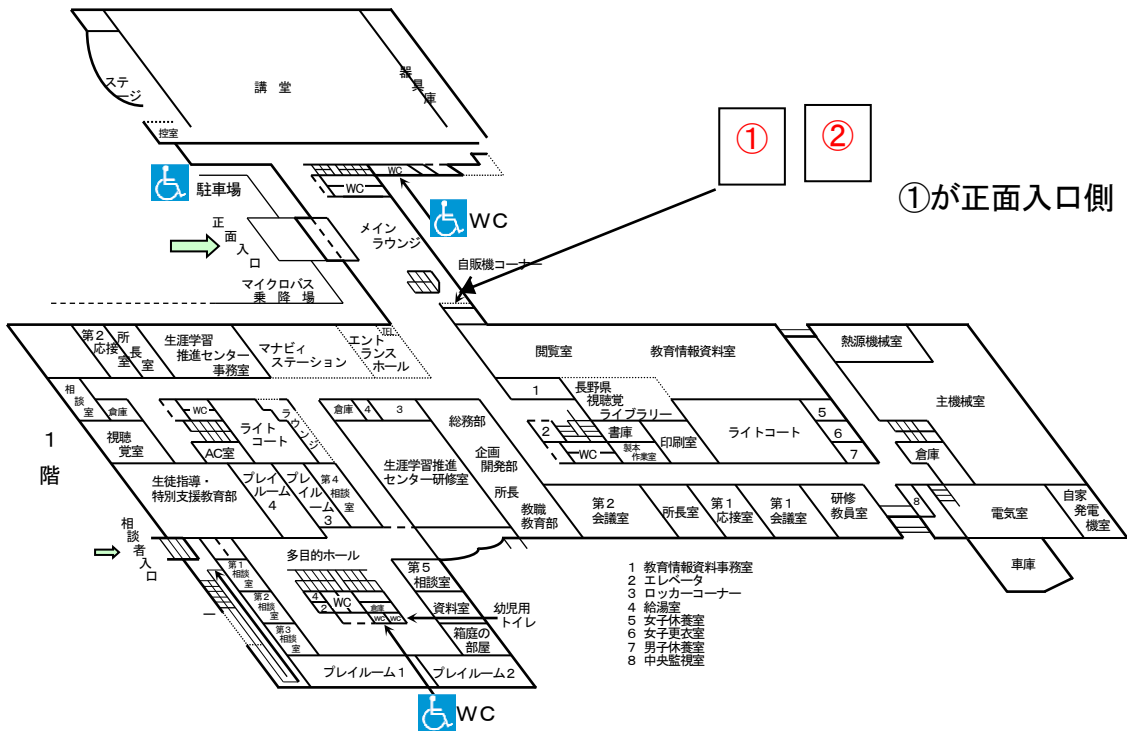 ステ
ージ
講 堂
器
具
庫
控室
駐車場
WC
WC
WC
メイン
ラウンジ
正
面
入
口
マイクロバス
乗 降 場
自販機コーナー
①
②
①が正面入口側
第2
応接
室
所
長
室
生涯学習
推進センター
事務室
マナビィ
ステーション
エント
ランス
ホール
閲覧室
教育情報資料室
熱源機械室
主機械室
相
談
室
倉庫
WC
ライト
コート
ラウンジ
AC室
視聴
覚室
倉庫
4
3
総務部
1
長野県
視聴覚
ライブラリー
2
書庫
WC
製本
作業室
印刷室
ライトコート
5
6
7
倉庫
1
階
生徒指導・
特別支援教育部
プレイ
ルーム
4
プレ
イル
ーム
3
第4
相談
室
生涯学習推進
センター研修室
企画
開発部
所長
教職
教育部
第2
会議室
所長室
第1
応接室
第1
会議室
研修
教員室
8
電気室
自家
発電
機室
車庫
相
談
者
入
口
多目的ホール
第1
相談
室
第2
相談
室
第3
相談
室
4
2
WC
倉庫
WC
WC
第5
相談室
資料室
箱庭の
部屋
幼児用
トイレ
プレイルーム1
プレイルーム2
WC
1 教育情報資料事務室
2 エレベータ
3 ロッカーコーナー
4 給湯室
5 女子休養室
6 女子更衣室
7 男子休養室
8 中央監視室